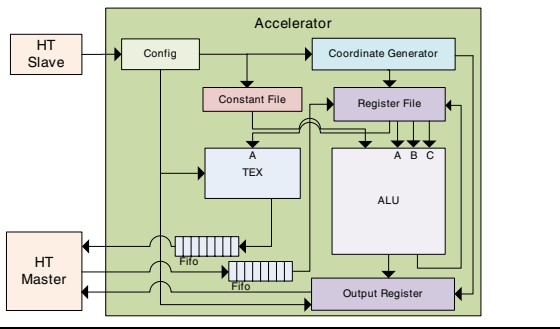 Accelerator
HT
Slave
Config
Coordinate Generator
Constant File
Register File
A
TEX
A B C
ALU
HT
Master
Fifo
Fifo
Output Register